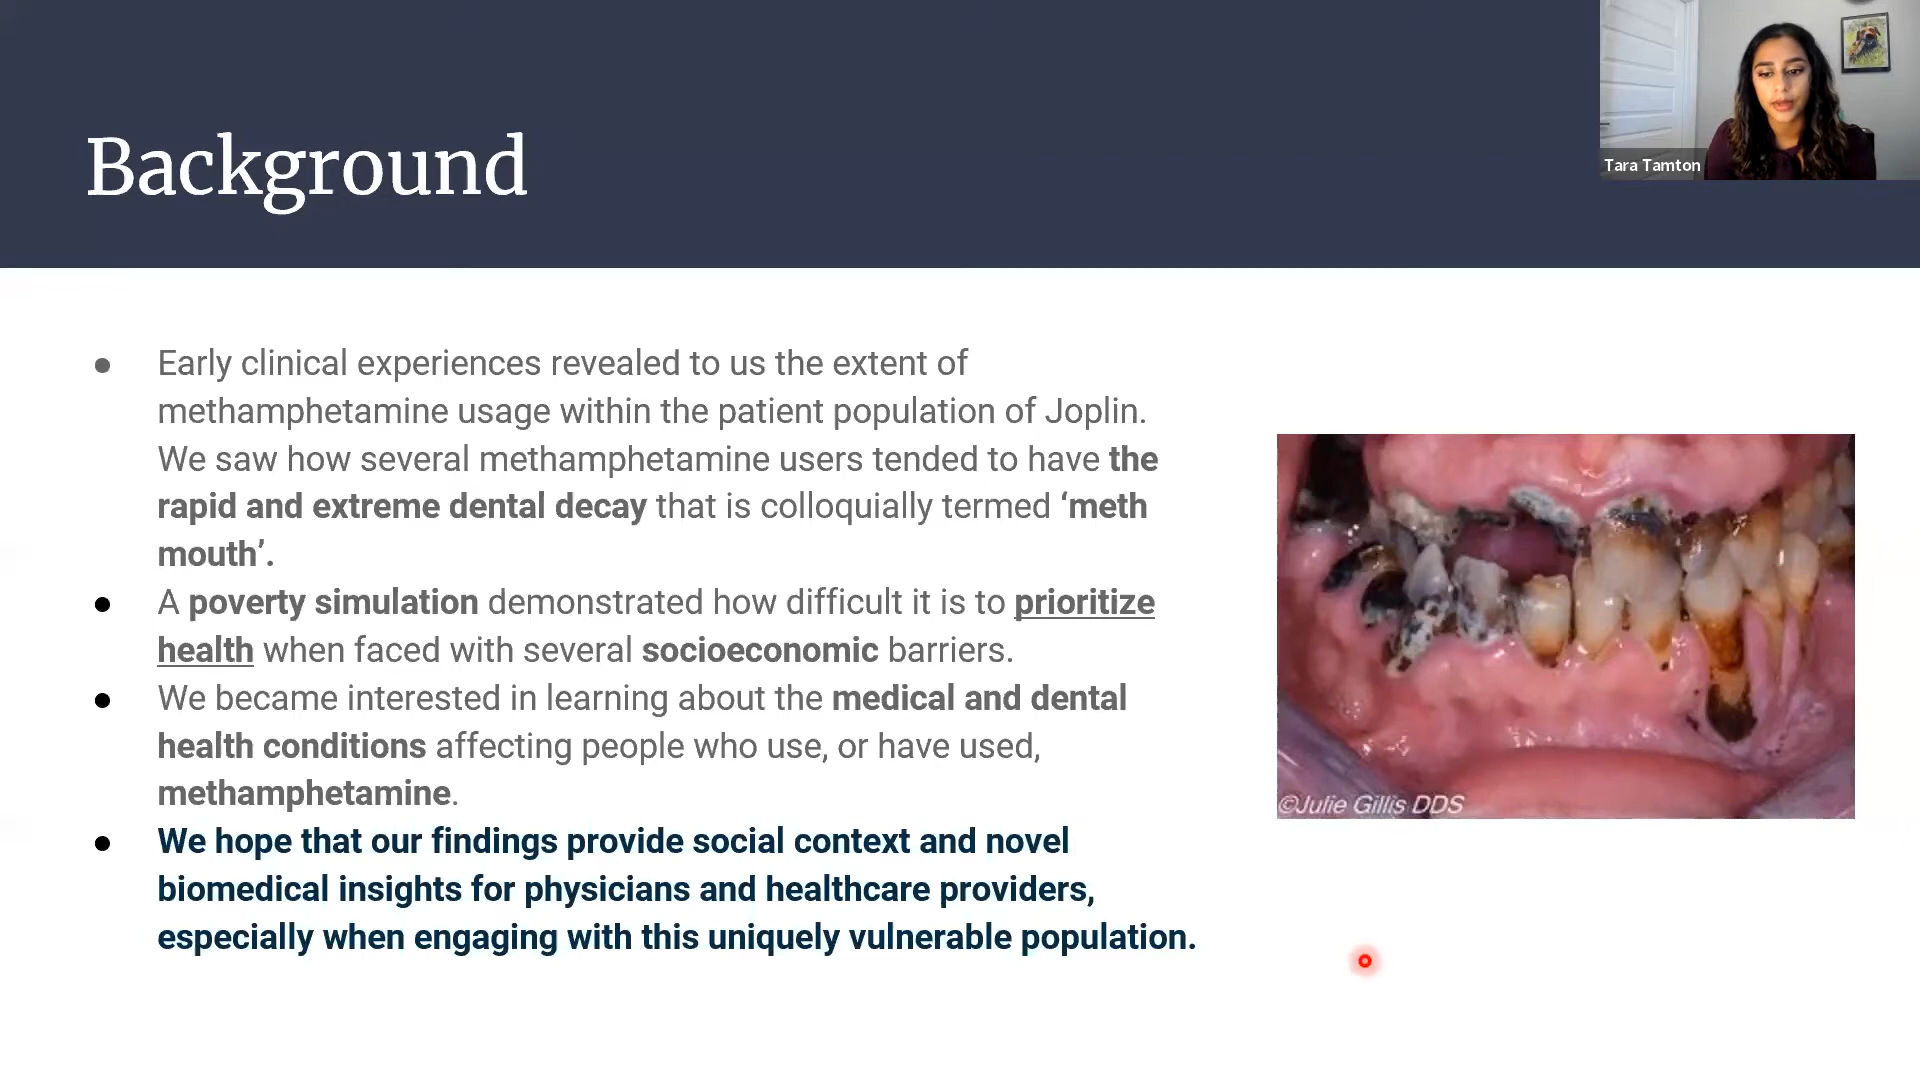 Background
Tara Tamton
● Early clinical experiences revealed to us the extent of
methamphetamine usage within the patient population of Joplin.
We saw how several methamphetamine users tended to have the
rapid and extreme dental decay that is colloquially termed ‘meth
mouth’.
● A poverty simulation demonstrated how difficult it is to prioritize
health when faced with several socioeconomic barriers.
● We became interested in learning about the medical and dental
health conditions affecting people who use, or have used,
methamphetamine.
● We hope that our findings provide social context and novel
biomedical insights for physicians and healthcare providers,
especially when engaging with this uniquely vulnerable population.
©Julie Gillis DDS